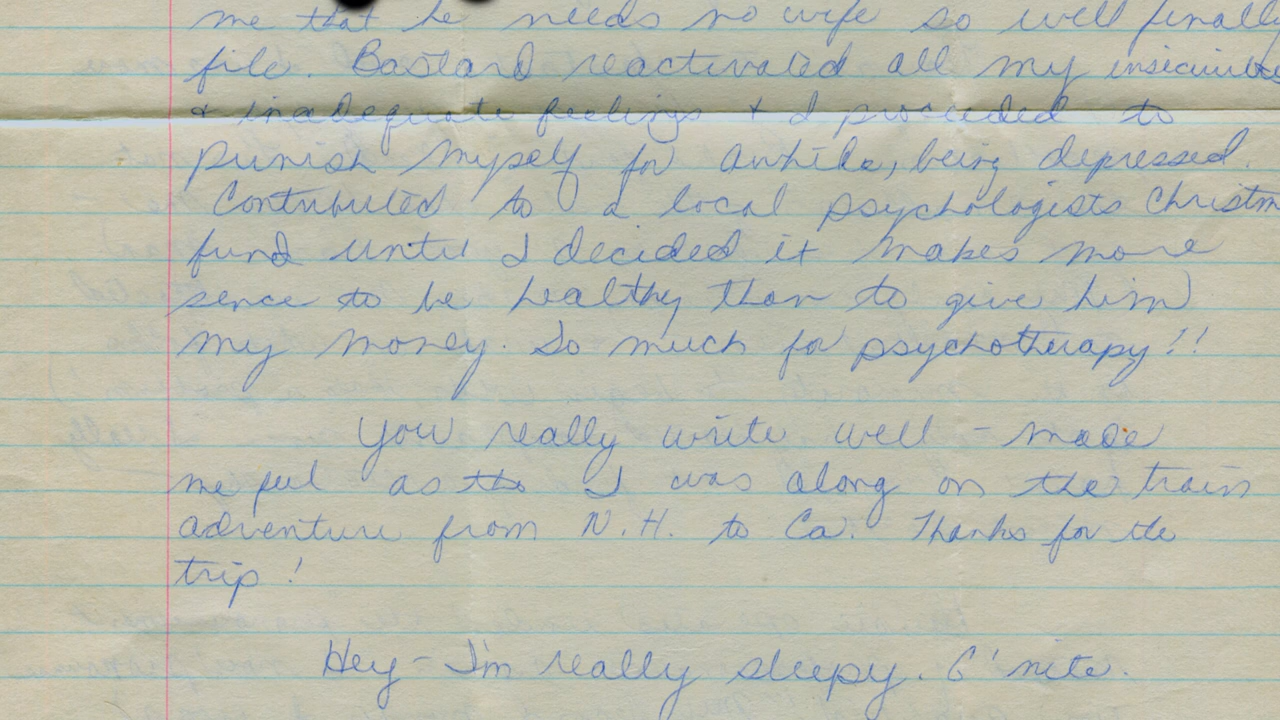 me that he needs no wife so will finally
file. Bastard reactivated all my insecurities
& inadequate feelings & I proceeded to
punish myself for awhile, being depressed.
Contributed to a local psychologists Christm
fund until I decided it makes more
sence to be healthy than to give him
my money. So much for psychotherapy!!
You really write well - made
me feel as tho I was along on the train
adventure from N.H. to Ca. Thanks for the
trip!
Hey - I'm really sleepy. G'nite.